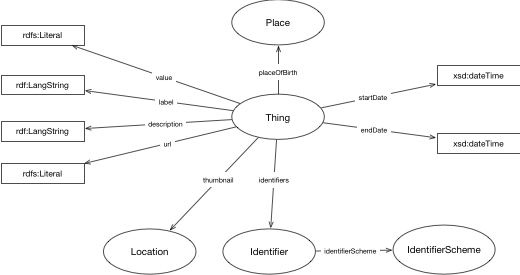 Place
rdfs:Literal
rdf:LangString
rdf:LangString
rdfs:Literal
value
label
description
url
placeOfBirth
Thing
startDate
endDate
xsd:dateTime
xsd:dateTime
thumbnail
identifiers
Location
Identifier
identifierScheme
IdentifierScheme